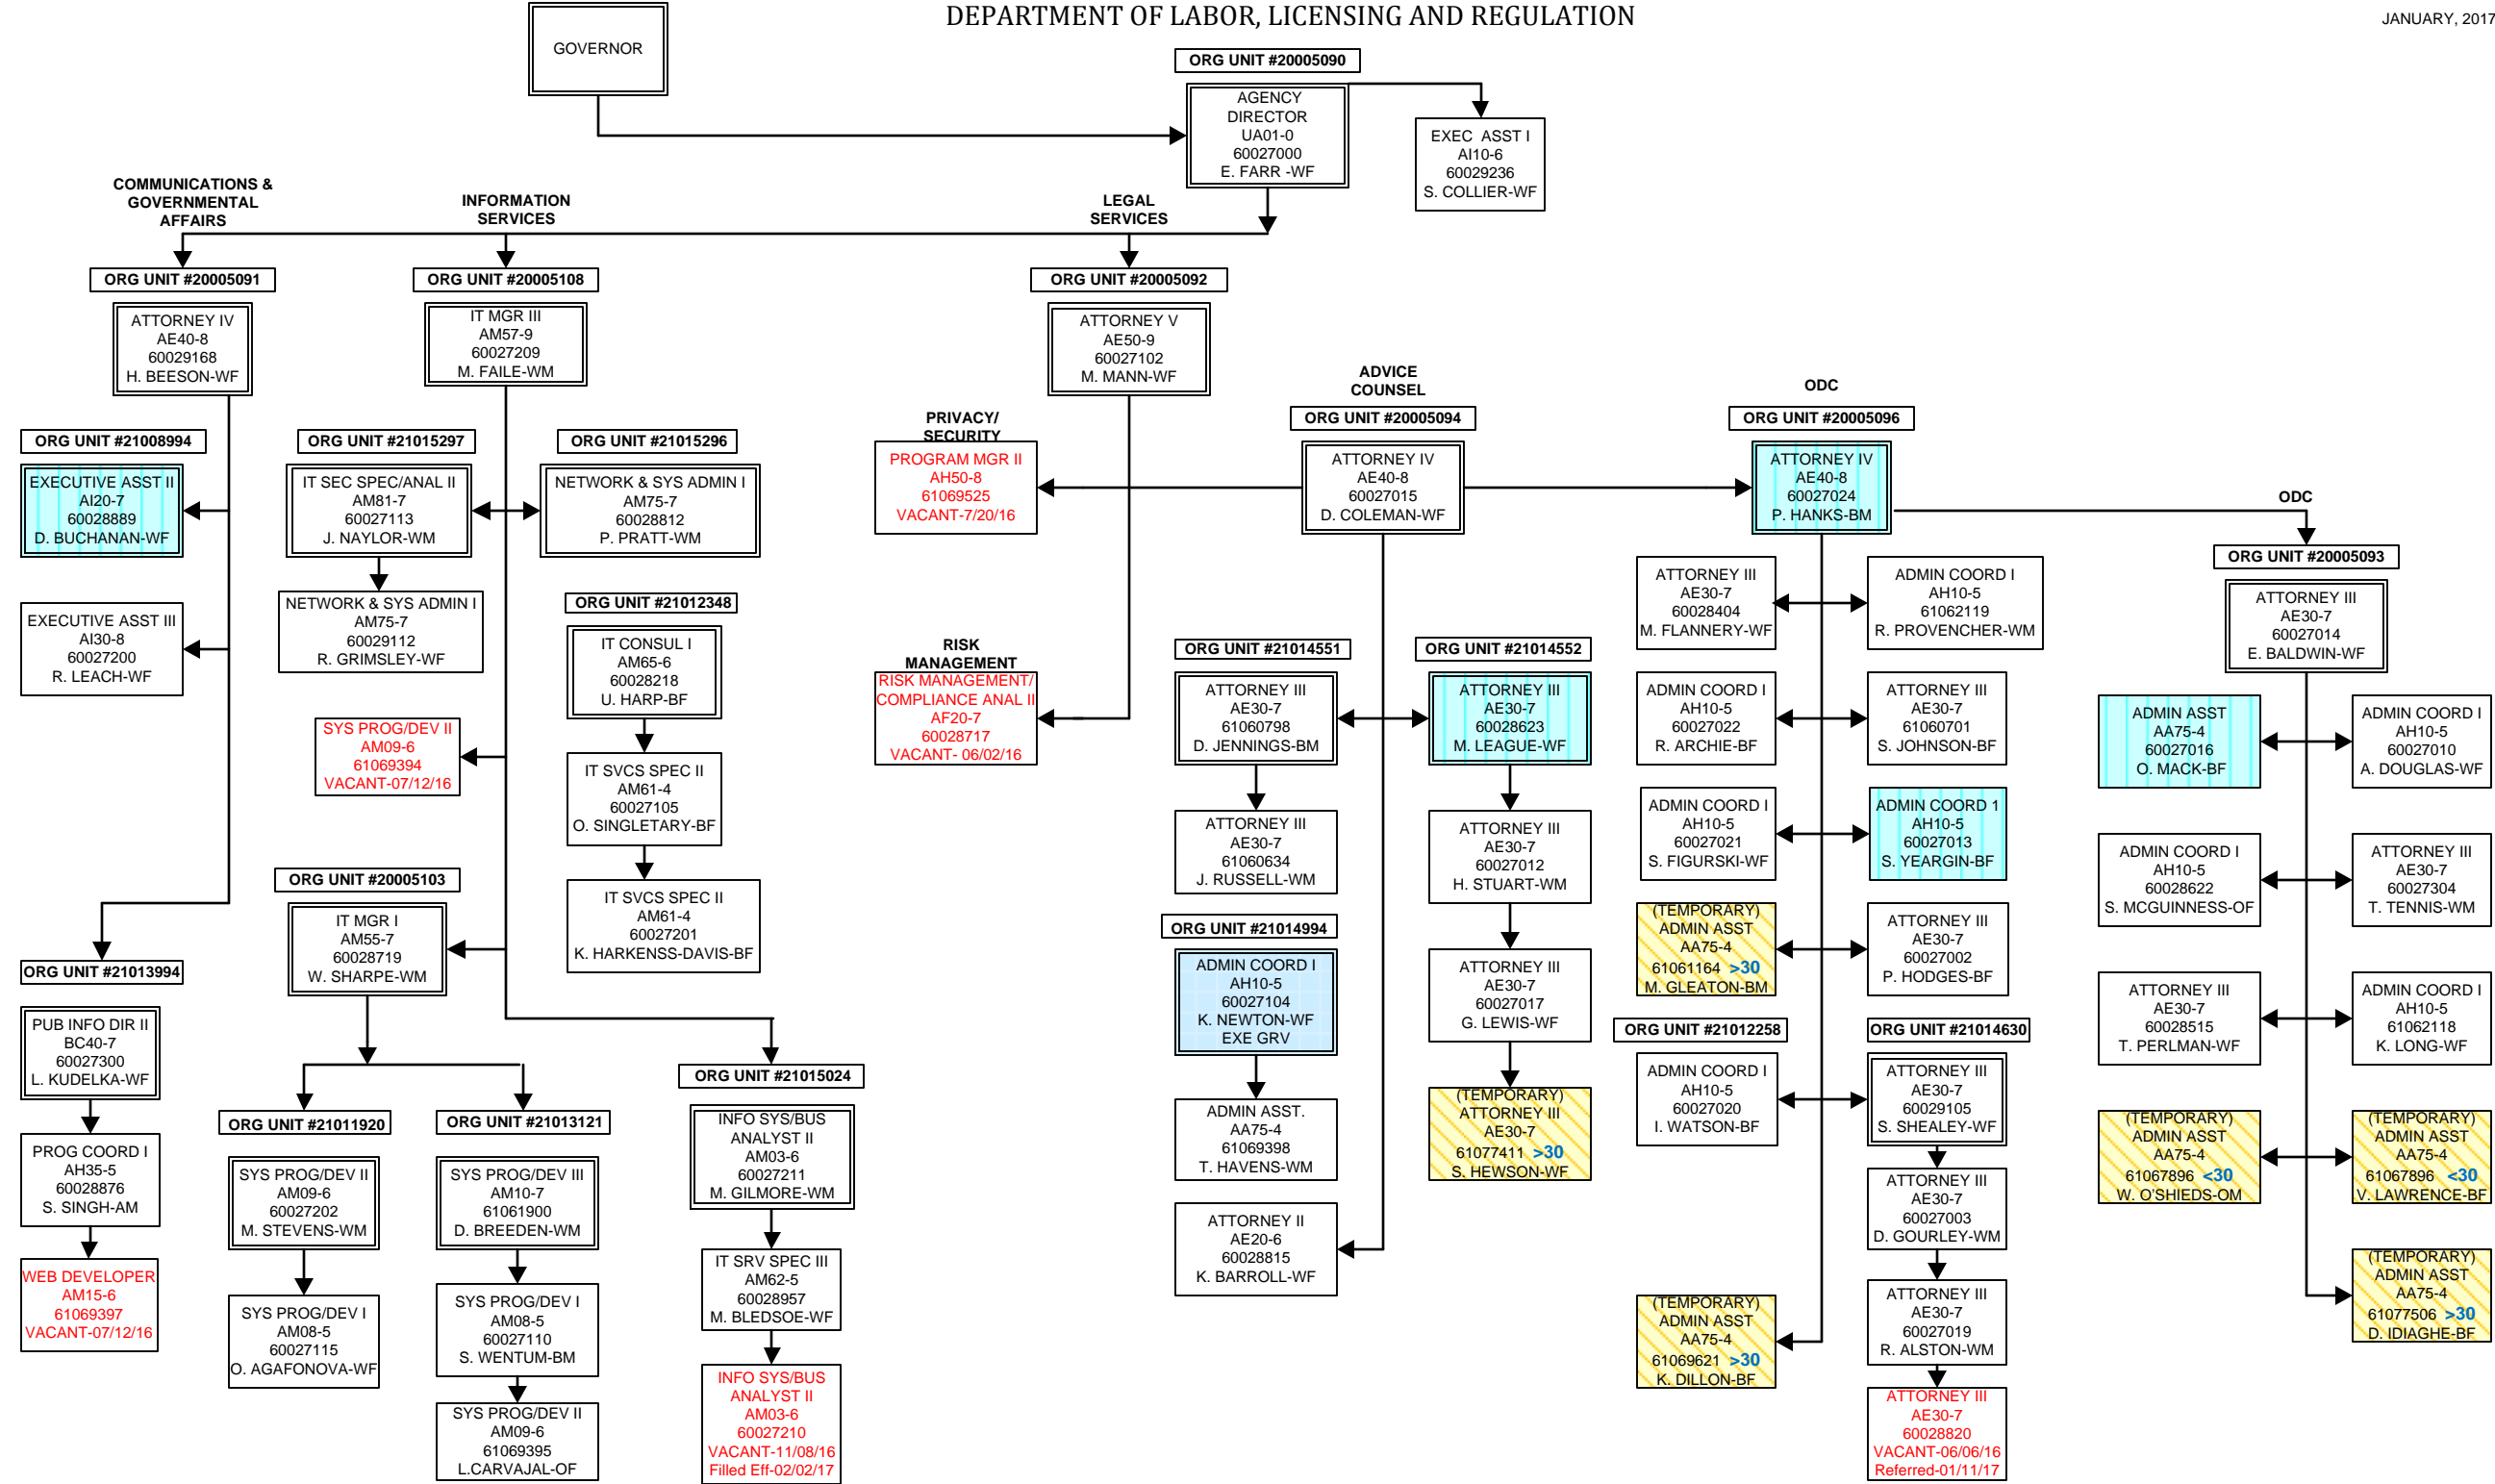 DEPARTMENT OF LABOR, LICENSING AND REGULATION
JANUARY, 2017
GOVERNOR
ORG UNIT #20005090
AGENCY
DIRECTOR
UA01-0
60027000
E. FARR -WF
EXEC  ASST I
AI10-6
60029236
S. COLLIER-WF
COMMUNICATIONS &
GOVERNMENTAL
AFFAIRS
INFORMATION
SERVICES
LEGAL
SERVICES
ORG UNIT #20005091
ATTORNEY IV
AE40-8
60029168
H. BEESON-WF
ORG UNIT #21008994
EXECUTIVE ASST II
AI20-7
60028889
D. BUCHANAN-WF
EXECUTIVE ASST III
AI30-8
60027200
R. LEACH-WF
ORG UNIT #21013994
PUB INFO DIR II
BC40-7
60027300
L. KUDELKA-WF
PROG COORD I
AH35-5
60028876
S. SINGH-AM
WEB DEVELOPER
AM15-6
61069397
VACANT-07/12/16
ORG UNIT #20005108
IT MGR III
AM57-9
60027209
M. FAILE-WM
ORG UNIT #21015297
IT SEC SPEC/ANAL II
AM81-7
60027113
J. NAYLOR-WM
NETWORK & SYS ADMIN I
AM75-7
60029112
R. GRIMSLEY-WF
ORG UNIT #21015296
NETWORK & SYS ADMIN I
AM75-7
60028812
P. PRATT-WM
ORG UNIT #21012348
IT CONSUL I
AM65-6
60028218
U. HARP-BF
IT SVCS SPEC II
AM61-4
60027105
O. SINGLETARY-BF
IT SVCS SPEC II
AM61-4
60027201
K. HARKENSS-DAVIS-BF
SYS PROG/DEV II
AM09-6
61069394
VACANT-07/12/16
ORG UNIT #20005103
IT MGR I
AM55-7
60028719
W. SHARPE-WM
ORG UNIT #21011920
SYS PROG/DEV II
AM09-6
60027202
M. STEVENS-WM
SYS PROG/DEV I
AM08-5
60027115
O. AGAFONOVA-WF
ORG UNIT #21013121
SYS PROG/DEV III
AM10-7
61061900
D. BREEDEN-WM
SYS PROG/DEV I
AM08-5
60027110
S. WENTUM-BM
SYS PROG/DEV II
AM09-6
61069395
L.CARVAJAL-OF
ORG UNIT #21015024
INFO SYS/BUS
ANALYST II
AM03-6
60027211
M. GILMORE-WM
IT SRV SPEC III
AM62-5
60028957
M. BLEDSOE-WF
INFO SYS/BUS
ANALYST II
AM03-6
60027210
VACANT-11/08/16
Filled Eff-02/02/17
ORG UNIT #20005092
ATTORNEY V
AE50-9
60027102
M. MANN-WF
PRIVACY/
SECURITY
PROGRAM MGR II
AH50-8
61069525
VACANT-7/20/16
RISK
MANAGEMENT
RISK MANAGEMENT/
COMPLIANCE ANAL II
AF20-7
60028717
VACANT- 06/02/16
ADVICE
COUNSEL
ORG UNIT #20005094
ATTORNEY IV
AE40-8
60027015
D. COLEMAN-WF
ORG UNIT #21014551
ATTORNEY III
AE30-7
61060798
D. JENNINGS-BM
ATTORNEY III
AE30-7
61060634
J. RUSSELL-WM
ORG UNIT #21014994
ADMIN COORD I
AH10-5
60027104
K. NEWTON-WF
EXE GRV
ADMIN ASST.
AA75-4
61069398
T. HAVENS-WM
ATTORNEY II
AE20-6
60028815
K. BARROLL-WF
ORG UNIT #21014552
ATTORNEY III
AE30-7
60028623
M. LEAGUE-WF
ATTORNEY III
AE30-7
60027012
H. STUART-WM
ATTORNEY III
AE30-7
60027017
G. LEWIS-WF
(TEMPORARY)
ATTORNEY III
AE30-7
61077411 >30
S. HEWSON-WF
ODC
ORG UNIT #20005096
ATTORNEY IV
AE40-8
60027024
P. HANKS-BM
ATTORNEY III
AE30-7
60028404
M. FLANNERY-WF
ADMIN COORD I
AH10-5
61062119
R. PROVENCHER-WM
ADMIN COORD I
AH10-5
60027022
R. ARCHIE-BF
ATTORNEY III
AE30-7
61060701
S. JOHNSON-BF
ADMIN COORD I
AH10-5
60027021
S. FIGURSKI-WF
ADMIN COORD 1
AH10-5
60027013
S. YEARGIN-BF
(TEMPORARY)
ADMIN ASST
AA75-4
61061164 >30
M. GLEATON-BM
ATTORNEY III
AE30-7
60027002
P. HODGES-BF
ORG UNIT #21012258
ADMIN COORD I
AH10-5
60027020
I. WATSON-BF
ORG UNIT #21014630
ATTORNEY III
AE30-7
60029105
S. SHEALEY-WF
ATTORNEY III
AE30-7
60027003
D. GOURLEY-WM
ATTORNEY III
AE30-7
60027019
R. ALSTON-WM
ATTORNEY III
AE30-7
60028820
VACANT-06/06/16
Referred-01/11/17
(TEMPORARY)
ADMIN ASST
AA75-4
61069621 >30
K. DILLON-BF
ODC
ORG UNIT #20005093
ATTORNEY III
AE30-7
60027014
E. BALDWIN-WF
ADMIN ASST
AA75-4
60027016
O. MACK-BF
ADMIN COORD I
AH10-5
60027010
A. DOUGLAS-WF
ADMIN COORD I
AH10-5
60028622
S. MCGUINNESS-OF
ATTORNEY III
AE30-7
60027304
T. TENNIS-WM
ATTORNEY III
AE30-7
60028515
T. PERLMAN-WF
ADMIN COORD I
AH10-5
61062118
K. LONG-WF
(TEMPORARY)
ADMIN ASST
AA75-4
61067896 <30
W. O'SHIEDS-OM
(TEMPORARY)
ADMIN ASST
AA75-4
61067896 <30
V. LAWRENCE-BF
(TEMPORARY)
ADMIN ASST
AA75-4
61077506 >30
D. IDIAGHE-BF